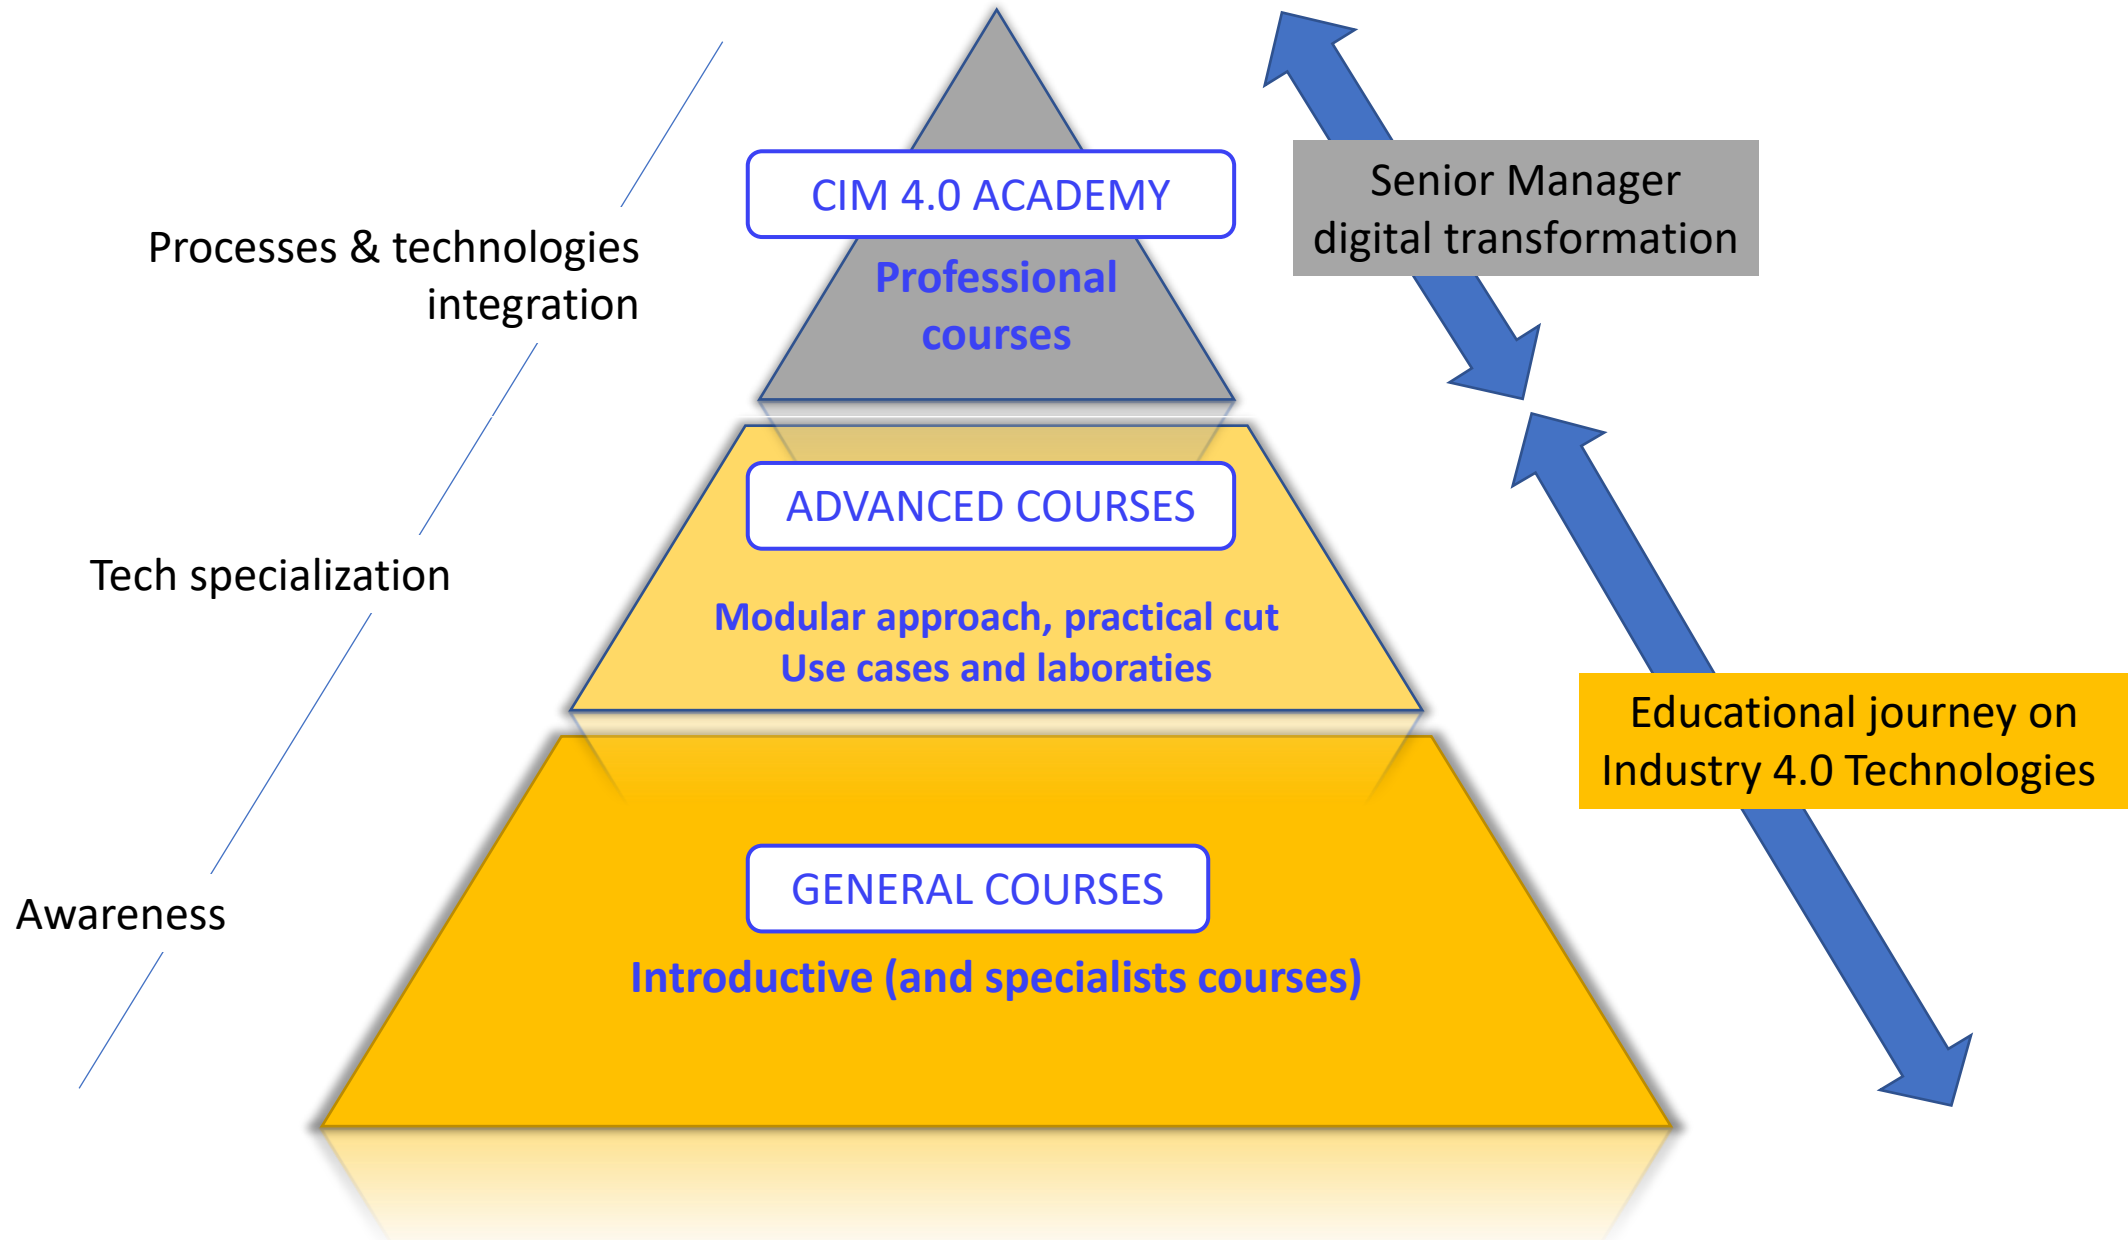 CIM 4.0 ACADEMY
Professional
courses
Senior Manager
digital transformation
Processes & technologies
integration
ADVANCED COURSES
Modular approach, practical cut
Use cases and laboraties
Tech specialization
Educational journey on
Industry 4.0 Technologies
GENERAL COURSES
Introductive (and specialists courses)
Awareness